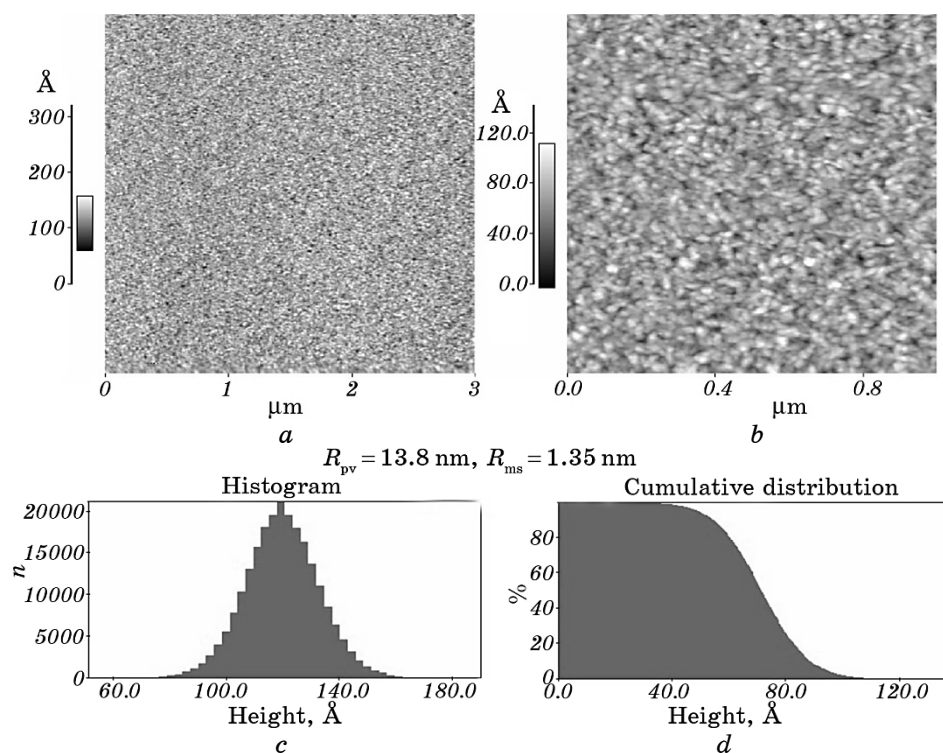 Å
300
200
100
0
0 1 2 3
μm
a
Å
120.0
80.0
40.0
0.0
0.0 0.4 0.8
μm
b
R_pv = 13.8 nm, R_ms = 1.35 nm
Histogram
20000
15000
10000
5000
0
n
60.0 100.0 140.0 180.0
Height, Å
c
Cumulative distribution
80
60
40
20
0
%
0.0 40.0 80.0 120.0
Height, Å
d